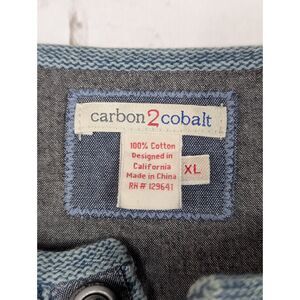 carbon2cobalt
100% Cotton
Designed in
California
Made in China
RN # 129641
XL